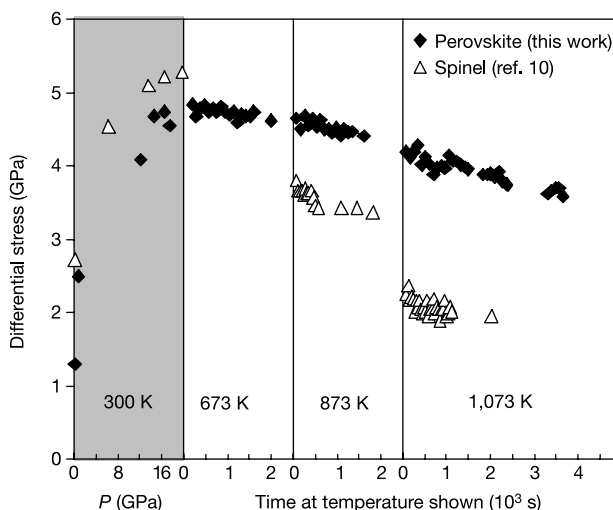 6
5
4
3
2
1
0
Differential stress (GPa)
◆ Perovskite (this work)
△ Spinel (ref. 10)
300 K 673 K 873 K 1,073 K
0 8 16 0 1 2 0 1 2 0 1 2 3 4
P (GPa) Time at temperature shown (10³ s)